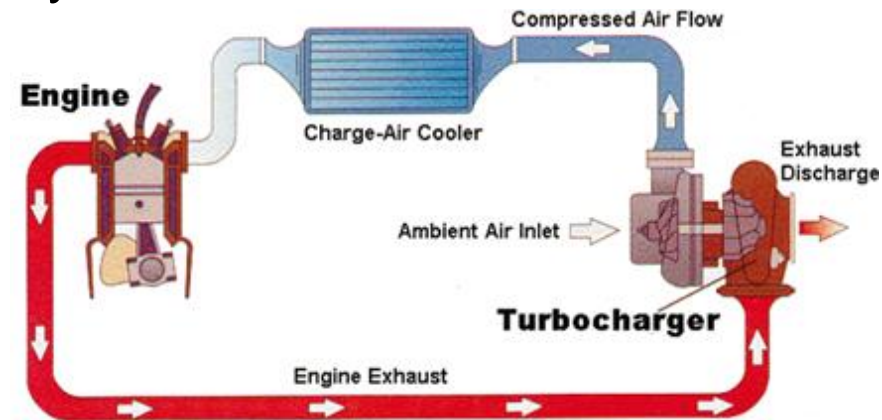 Compressed Air Flow
Engine
Charge-Air Cooler
Exhaust
Discharge
Ambient Air Inlet
Turbocharger
Engine Exhaust